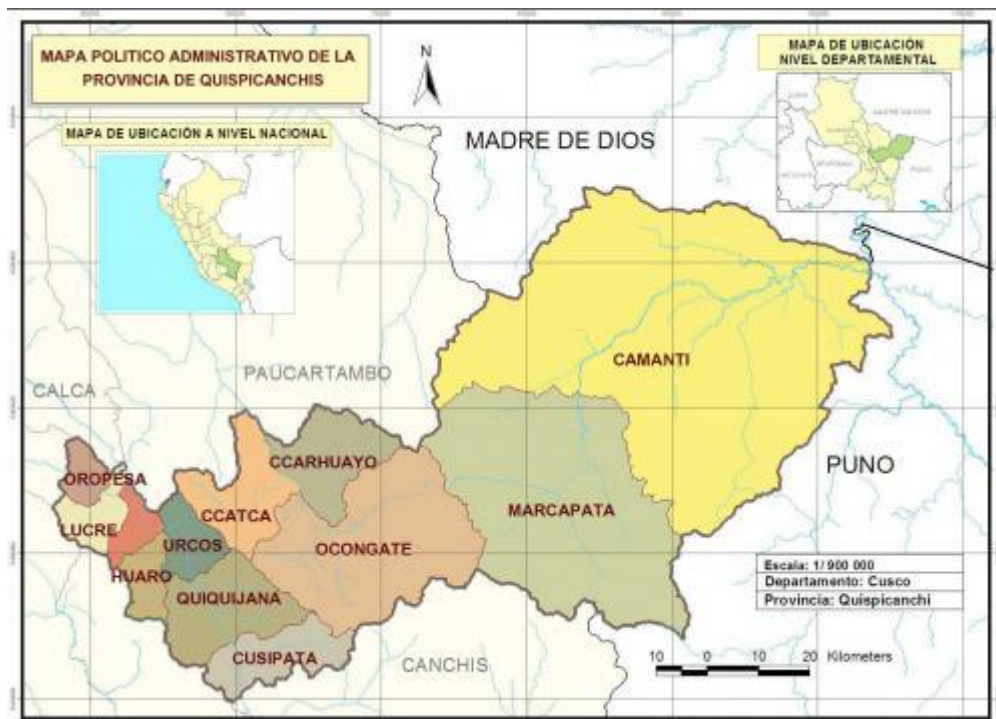 MAPA POLITICO ADMINISTRATIVO DE LA
PROVINCIA DE QUISPICANCHIS
N
MAPA DE UBICACIÓN
NIVEL DEPARTAMENTAL
MAPA DE UBICACIÓN A NIVEL NACIONAL
MADRE DE DIOS
CAMANTI
PAUCARTAMBO
CALCA
CCARHUAYO
PUNO
OROPESA
MARCAPATA
CCATCA
LUCRE
URCOS
OCONGATE
HUARO
QUIQUIJANA
CUSIPATA
CANCHIS
Escala: 1/ 900 000
Departamento: Cusco
Provincia: Quispicanchi
10 0 10 20 Kilometers